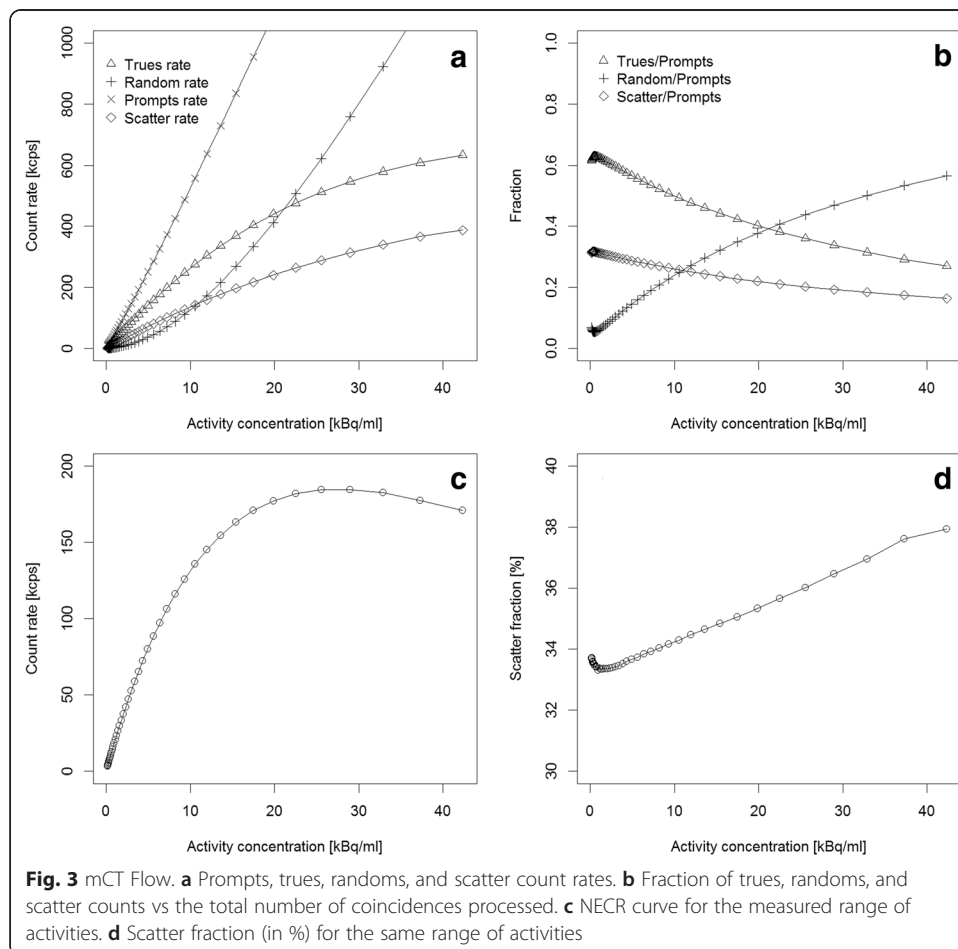 a
Trues rate
Random rate
Prompts rate
Scatter rate
Count rate [kcps]
0
200
400
600
800
1000
0
10
20
30
40
Activity concentration [kBq/ml]
b
Trues/Prompts
Random/Prompts
Scatter/Prompts
Fraction
0.0
0.2
0.4
0.6
0.8
1.0
0
10
20
30
40
Activity concentration [kBq/ml]
c
Count rate [kcps]
0
50
100
150
200
0
10
20
30
40
Activity concentration [kBq/ml]
d
Scatter fraction [%]
30
32
34
36
38
40
0
10
20
30
40
Activity concentration [kBq/ml]
Fig. 3 mCT Flow. a Prompts, trues, randoms, and scatter count rates. b Fraction of trues, randoms, and
scatter counts vs the total number of coincidences processed. c NECR curve for the measured range of
activities. d Scatter fraction (in %) for the same range of activities